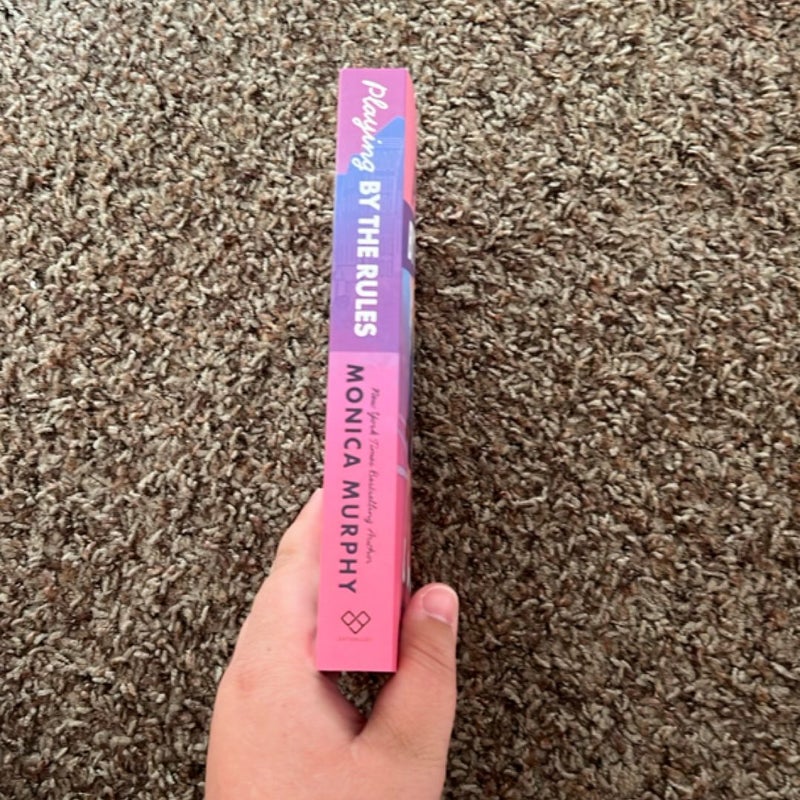 Playing
BY THE RULES
New York Times Bestselling Author
MONICA MURPHY